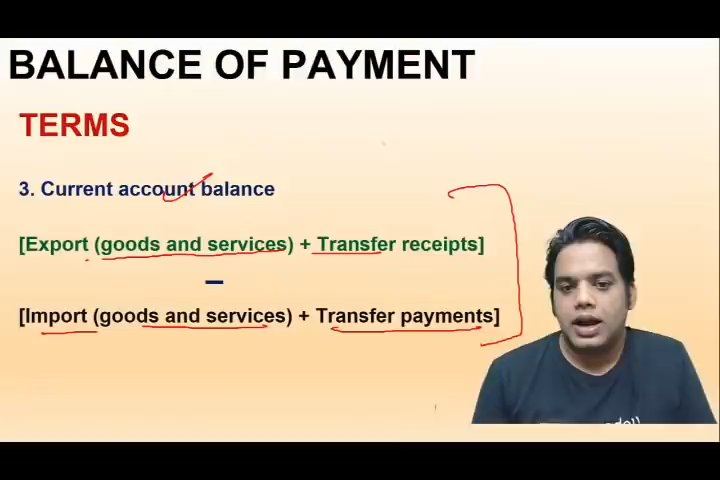 BALANCE OF PAYMENT
TERMS
3. Current account balance
[Export (goods and services) + Transfer receipts]
–
[Import (goods and services) + Transfer payments]